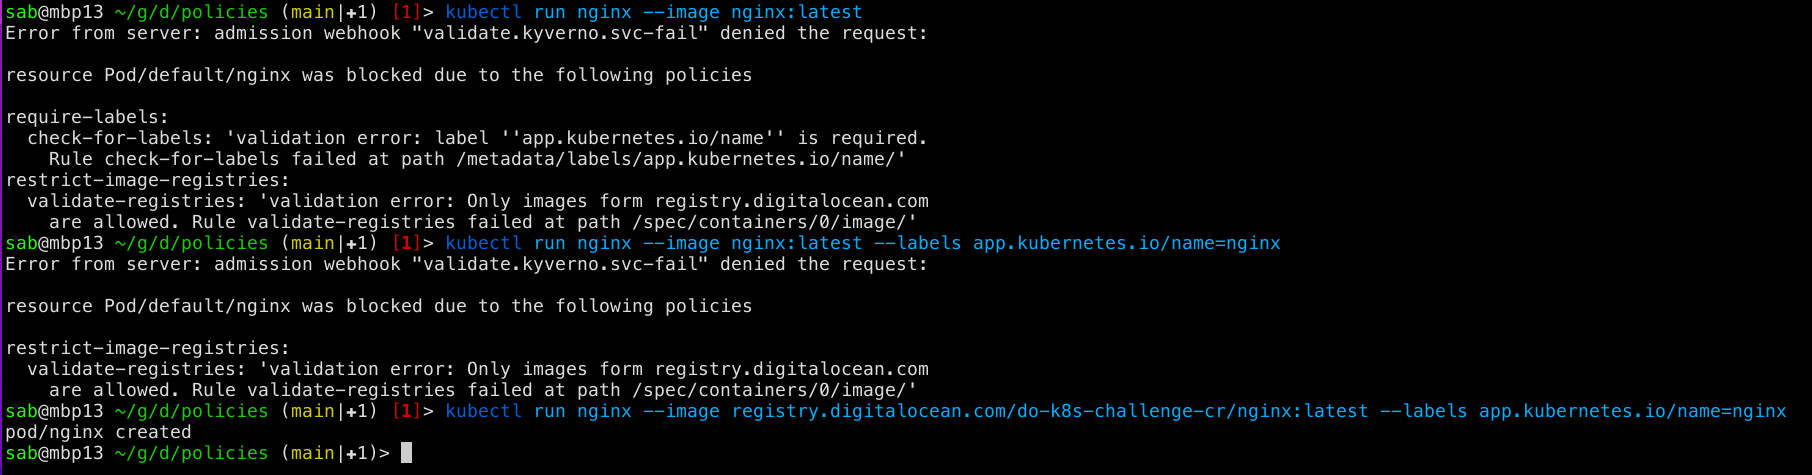 sab@mbp13 ~/g/d/policies (main|✚1) [1]> kubectl run nginx --image nginx:latest
Error from server: admission webhook "validate.kyverno.svc-fail" denied the request:
resource Pod/default/nginx was blocked due to the following policies
require-labels:
  check-for-labels: 'validation error: label ''app.kubernetes.io/name'' is required.
    Rule check-for-labels failed at path /metadata/labels/app.kubernetes.io/name/'
restrict-image-registries:
  validate-registries: 'validation error: Only images form registry.digitalocean.com
    are allowed. Rule validate-registries failed at path /spec/containers/0/image/'
sab@mbp13 ~/g/d/policies (main|✚1) [1]> kubectl run nginx --image nginx:latest --labels app.kubernetes.io/name=nginx
Error from server: admission webhook "validate.kyverno.svc-fail" denied the request:
resource Pod/default/nginx was blocked due to the following policies
restrict-image-registries:
  validate-registries: 'validation error: Only images form registry.digitalocean.com
    are allowed. Rule validate-registries failed at path /spec/containers/0/image/'
sab@mbp13 ~/g/d/policies (main|✚1) [1]> kubectl run nginx --image registry.digitalocean.com/do-k8s-challenge-cr/nginx:latest --labels app.kubernetes.io/name=nginx
pod/nginx created
sab@mbp13 ~/g/d/policies (main|✚1)>